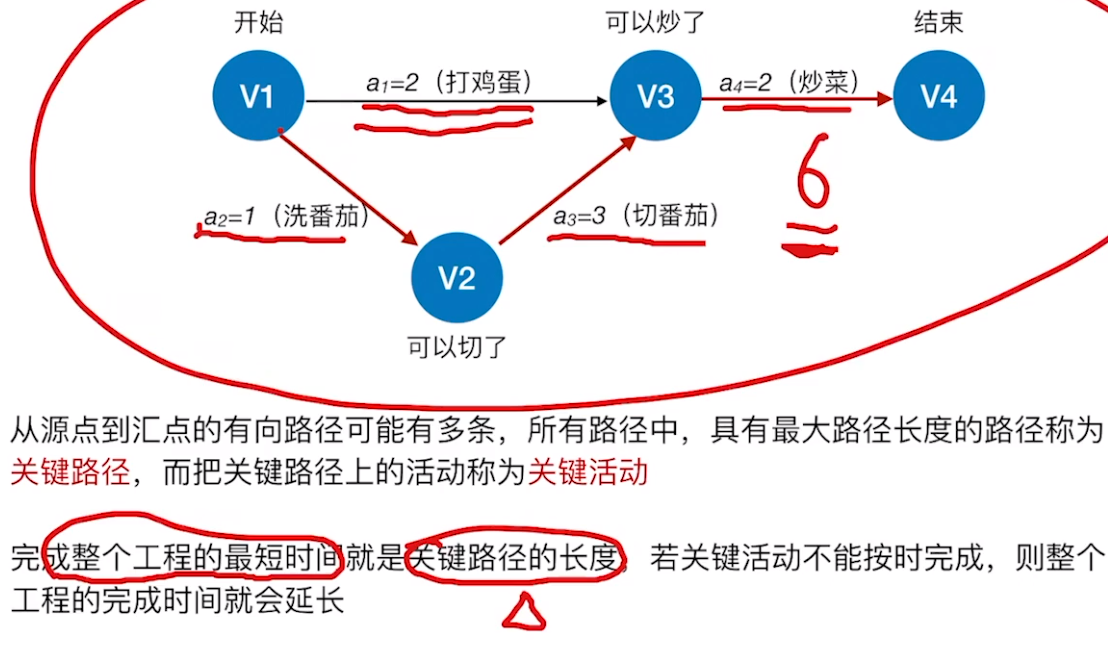 开始
可以炒了
结束
V1
a₁=2（打鸡蛋）
V3
a₄=2（炒菜）
V4
6
a₂=1（洗番茄）
a₃=3（切番茄）
V2
可以切了
从源点到汇点的有向路径可能有多条，所有路径中，具有最大路径长度的路径称为
关键路径，而把关键路径上的活动称为关键活动
完成整个工程的最短时间就是关键路径的长度，若关键活动不能按时完成，则整个
工程的完成时间就会延长